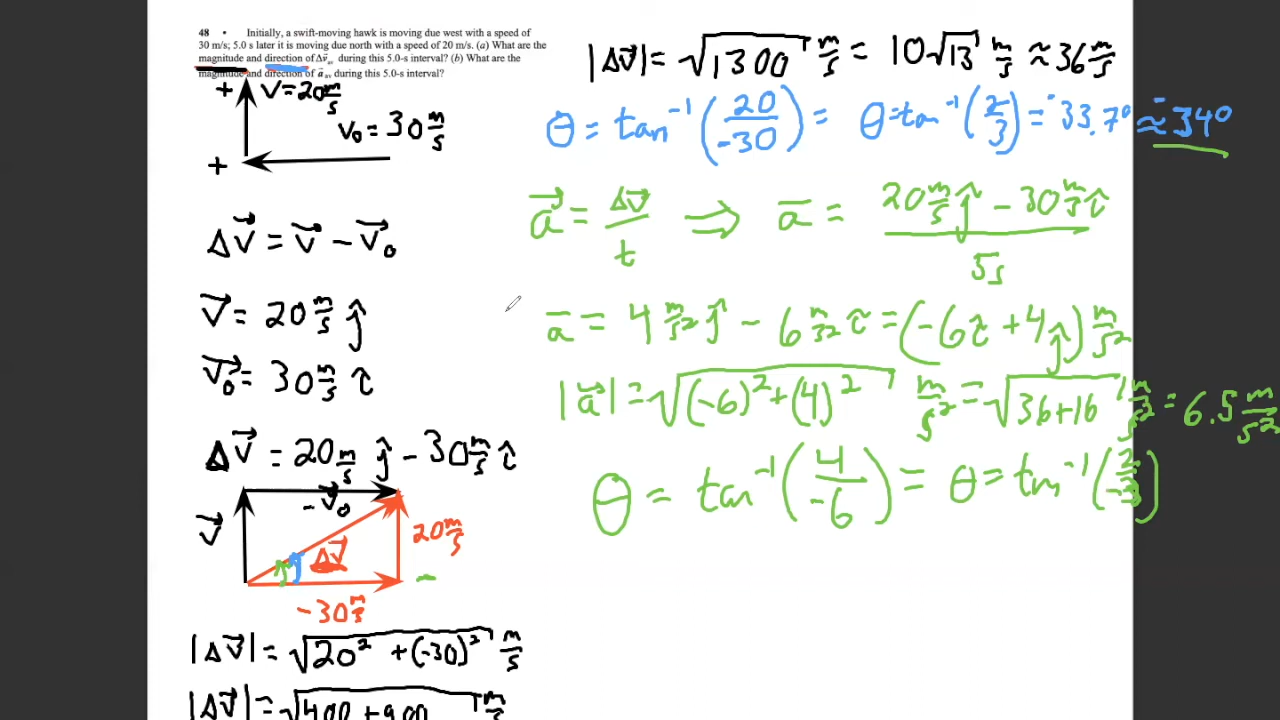 48 • Initially, a swift-moving hawk is moving due west with a speed of
30 m/s; 5.0 s later it is moving due north with a speed of 20 m/s. (a) What are the
magnitude and direction of Δv⃗av during this 5.0-s interval? (b) What are the
magnitude and direction of a⃗av during this 5.0-s interval?
+ V = 20 m/s
V₀ = 30 m/s
+
ΔV⃗ = V⃗ − V⃗₀
V⃗ = 20 m/s ĵ
V⃗₀ = 30 m/s î
ΔV⃗ = 20 m/s ĵ − 30 m/s î
−V⃗₀
V⃗
20 m/s
ΔV⃗
−
−30 m/s
|ΔV⃗| = √(20² + (−30)²) m/s
|ΔV⃗| = √(400 + 900) m/s
|ΔV⃗| = √1300 m/s = 10√13 m/s ≈ 36 m/s
θ = tan⁻¹(20/−30) = θ = tan⁻¹(2/3) = −33.7° ≈ −34°
a⃗ = ΔV⃗/t ⇒ a̅ = (20 m/s ĵ − 30 m/s î)/5s
a̅ = 4 m/s² ĵ − 6 m/s² î = (−6î + 4ĵ) m/s²
|a⃗| = √((−6)² + (4)²) m/s² = √(36+16) m/s² = 6.5 m/s²
θ = tan⁻¹(4/−6) = θ = tan⁻¹(2/−3)